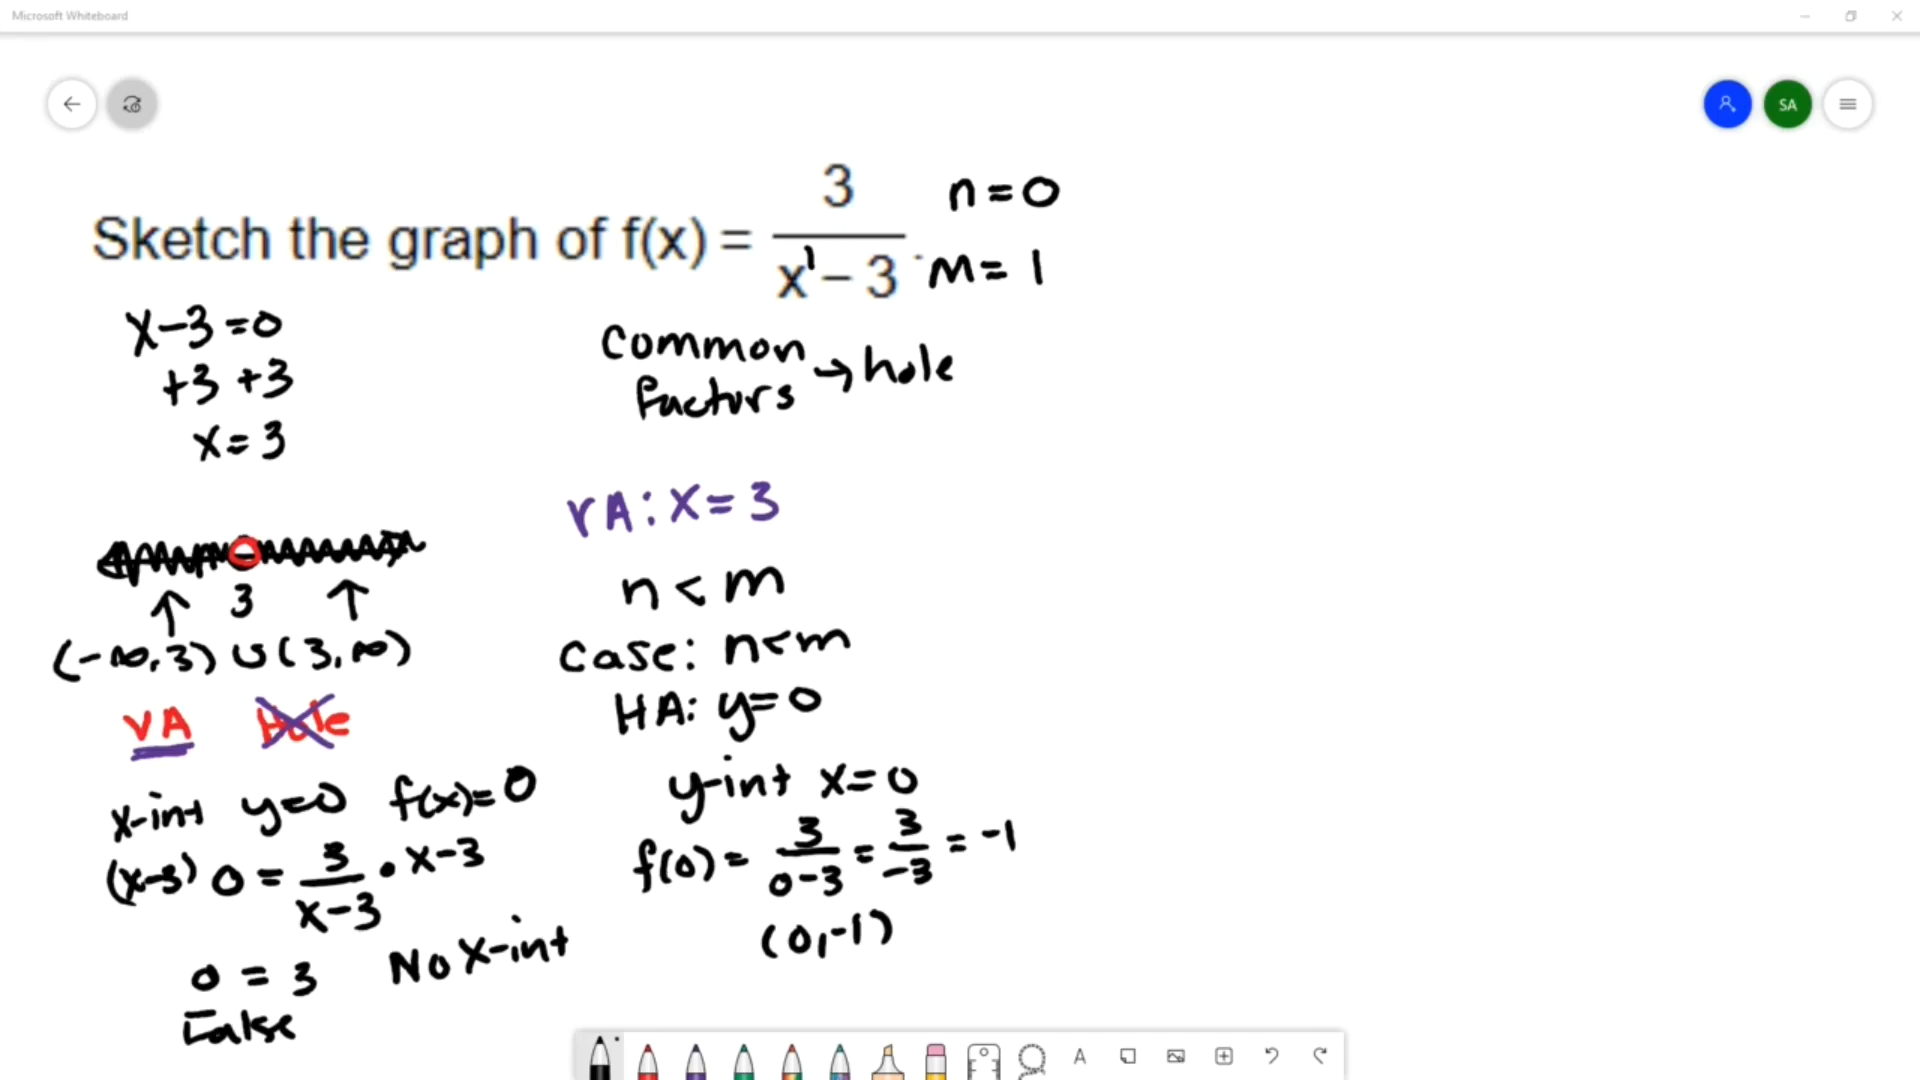 Microsoft Whiteboard
SA
Sketch the graph of f(x) = 3 / (x¹ – 3).
n = 0
m = 1
x – 3 = 0
+3 +3
x = 3
common factors → hole
3
(-∞, 3) ∪ (3, ∞)
VA Hole
x-int y=0 f(x)=0
(x-3) 0 = 3/(x-3) • x-3
0 = 3 No x-int
False
VA: x = 3
n < m
case: n<m
HA: y=0
y-int x=0
f(0) = 3/(0-3) = 3/-3 = -1
(0,-1)
A